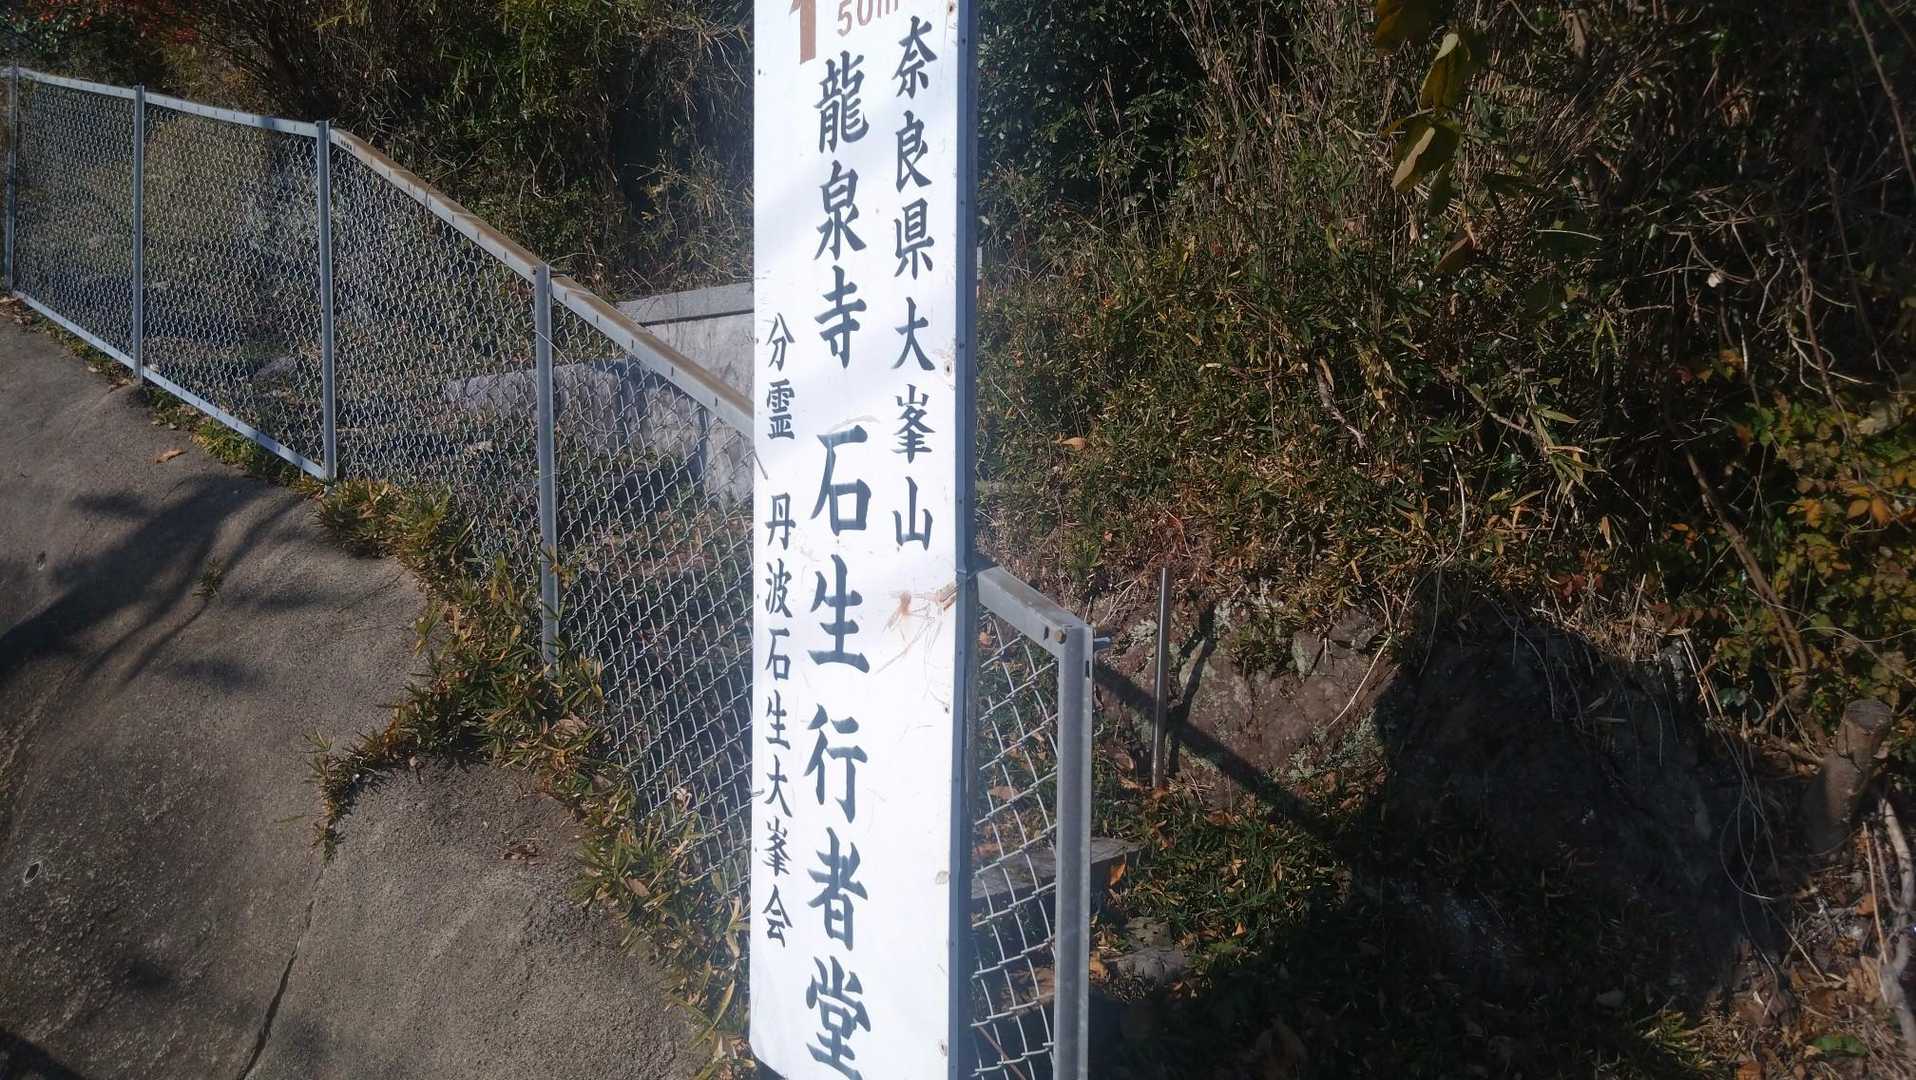 50m
奈良県大峯山
龍泉寺 石生行者堂
分霊 丹波石生大峯会